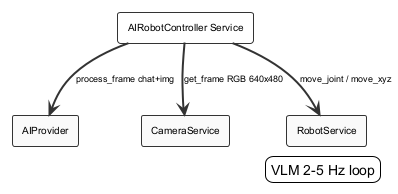 AIRobotController Service
process_frame chat+img
get_frame RGB 640x480
move_joint / move_xyz
AIProvider
CameraService
RobotService
VLM 2-5 Hz loop